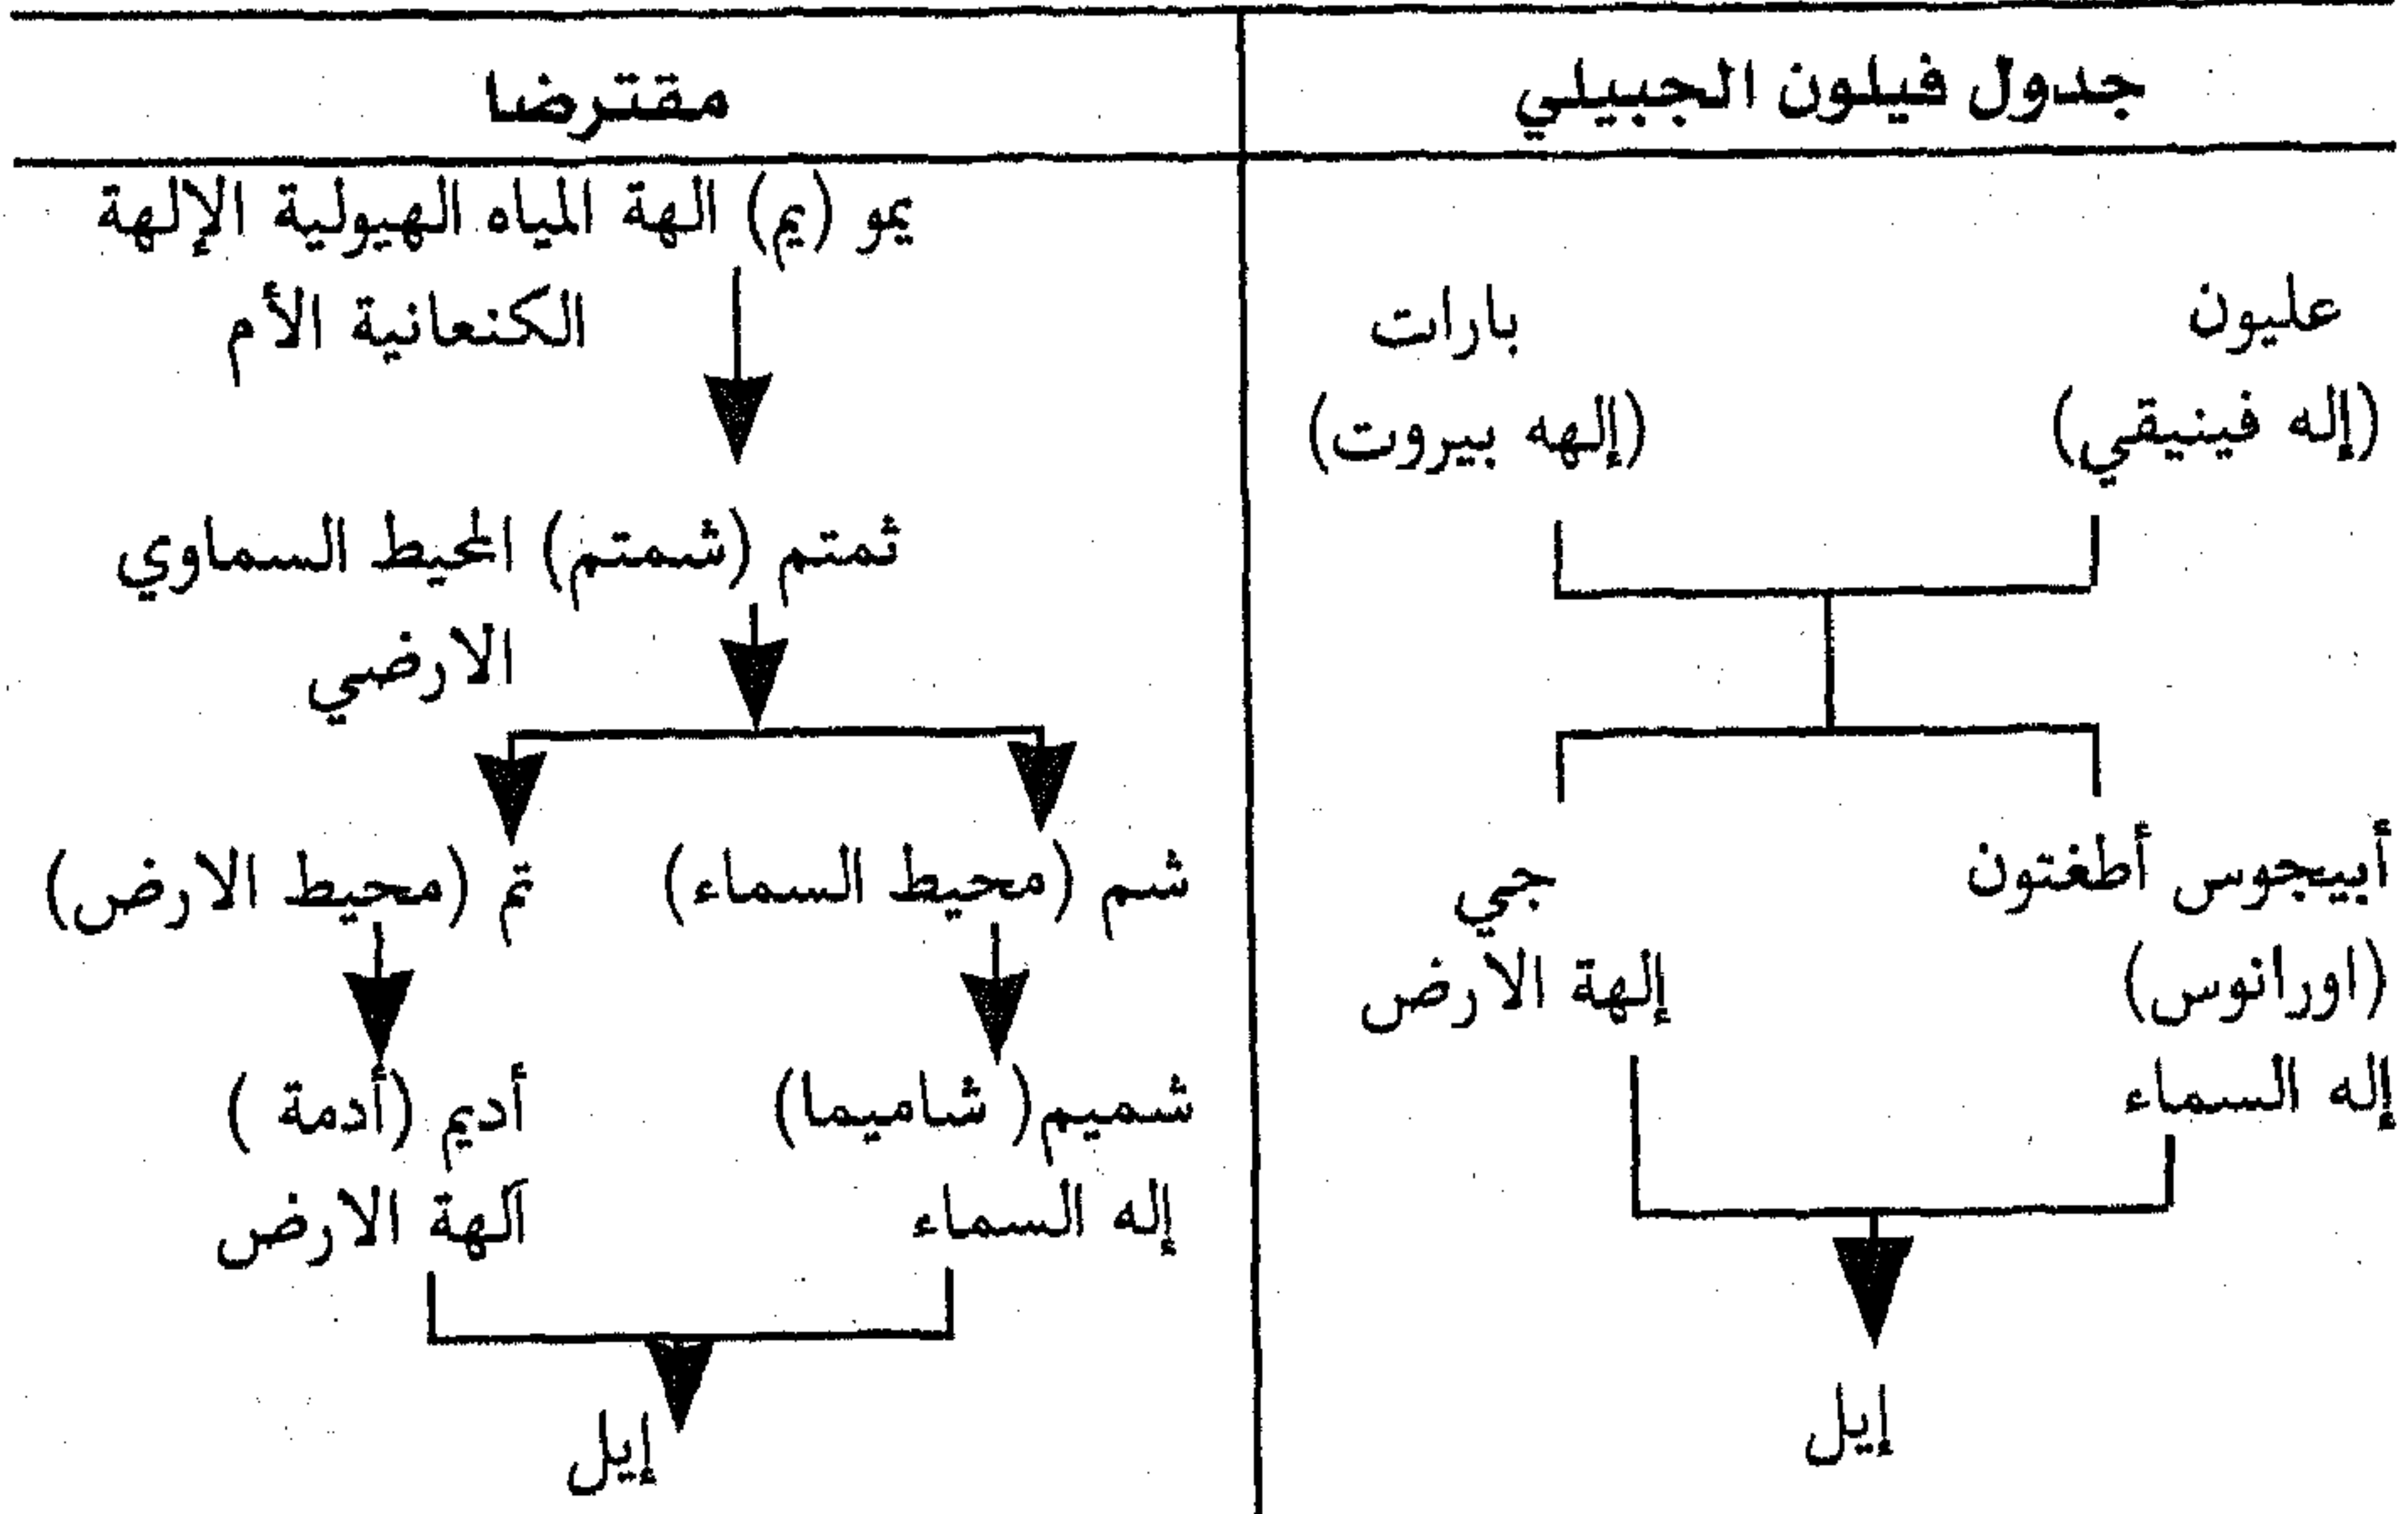 جدول فيلون الجبيلي
عليون
بارات
(إله فينيقي)
(إلهه بيروت)
أبيجوس أطغتون
جي
(اورانوس)
إلهة الارض
إله السماء
إيل
مقترضا
يمو (يم) الهة المياه الهيولية الإلهة
الكنعانية الأم
ثمتم (شمتم) المحيط السماوي
الارضي
شم (محيط السماء)
تم (محيط الارض)
شميم( شاميما)
أديم (أدمة )
إله السماء
آلهة الارض
إيل